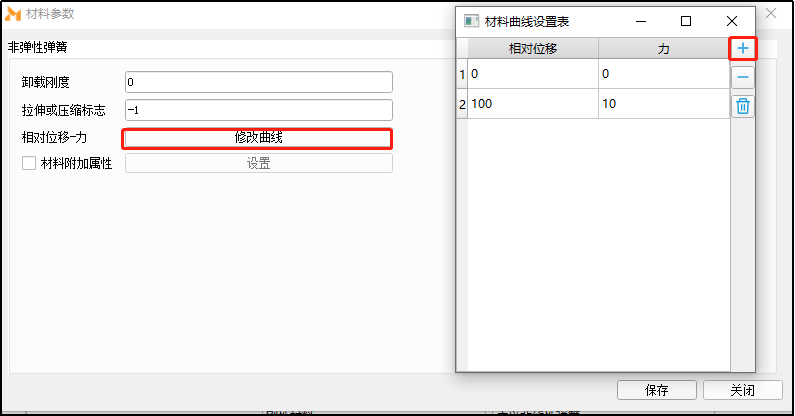 材料参数
非弹性弹簧
卸载刚度 0
拉伸或压缩标志 -1
相对位移-力 修改曲线
材料附加属性 设置
材料曲线设置表
相对位移 力
1 0 0
2 100 10
保存 关闭